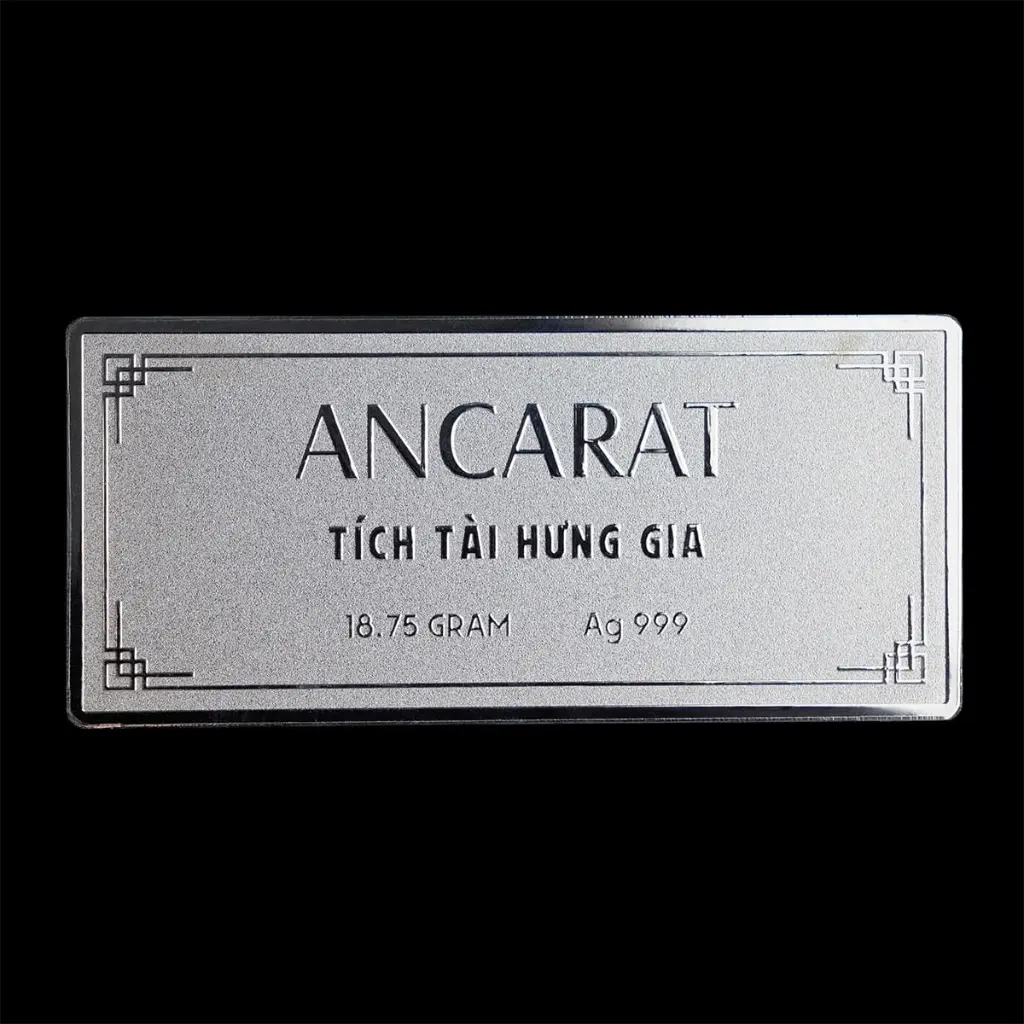 ANCARAT
TÍCH TÀI HƯNG GIA
18.75 GRAM Ag 999